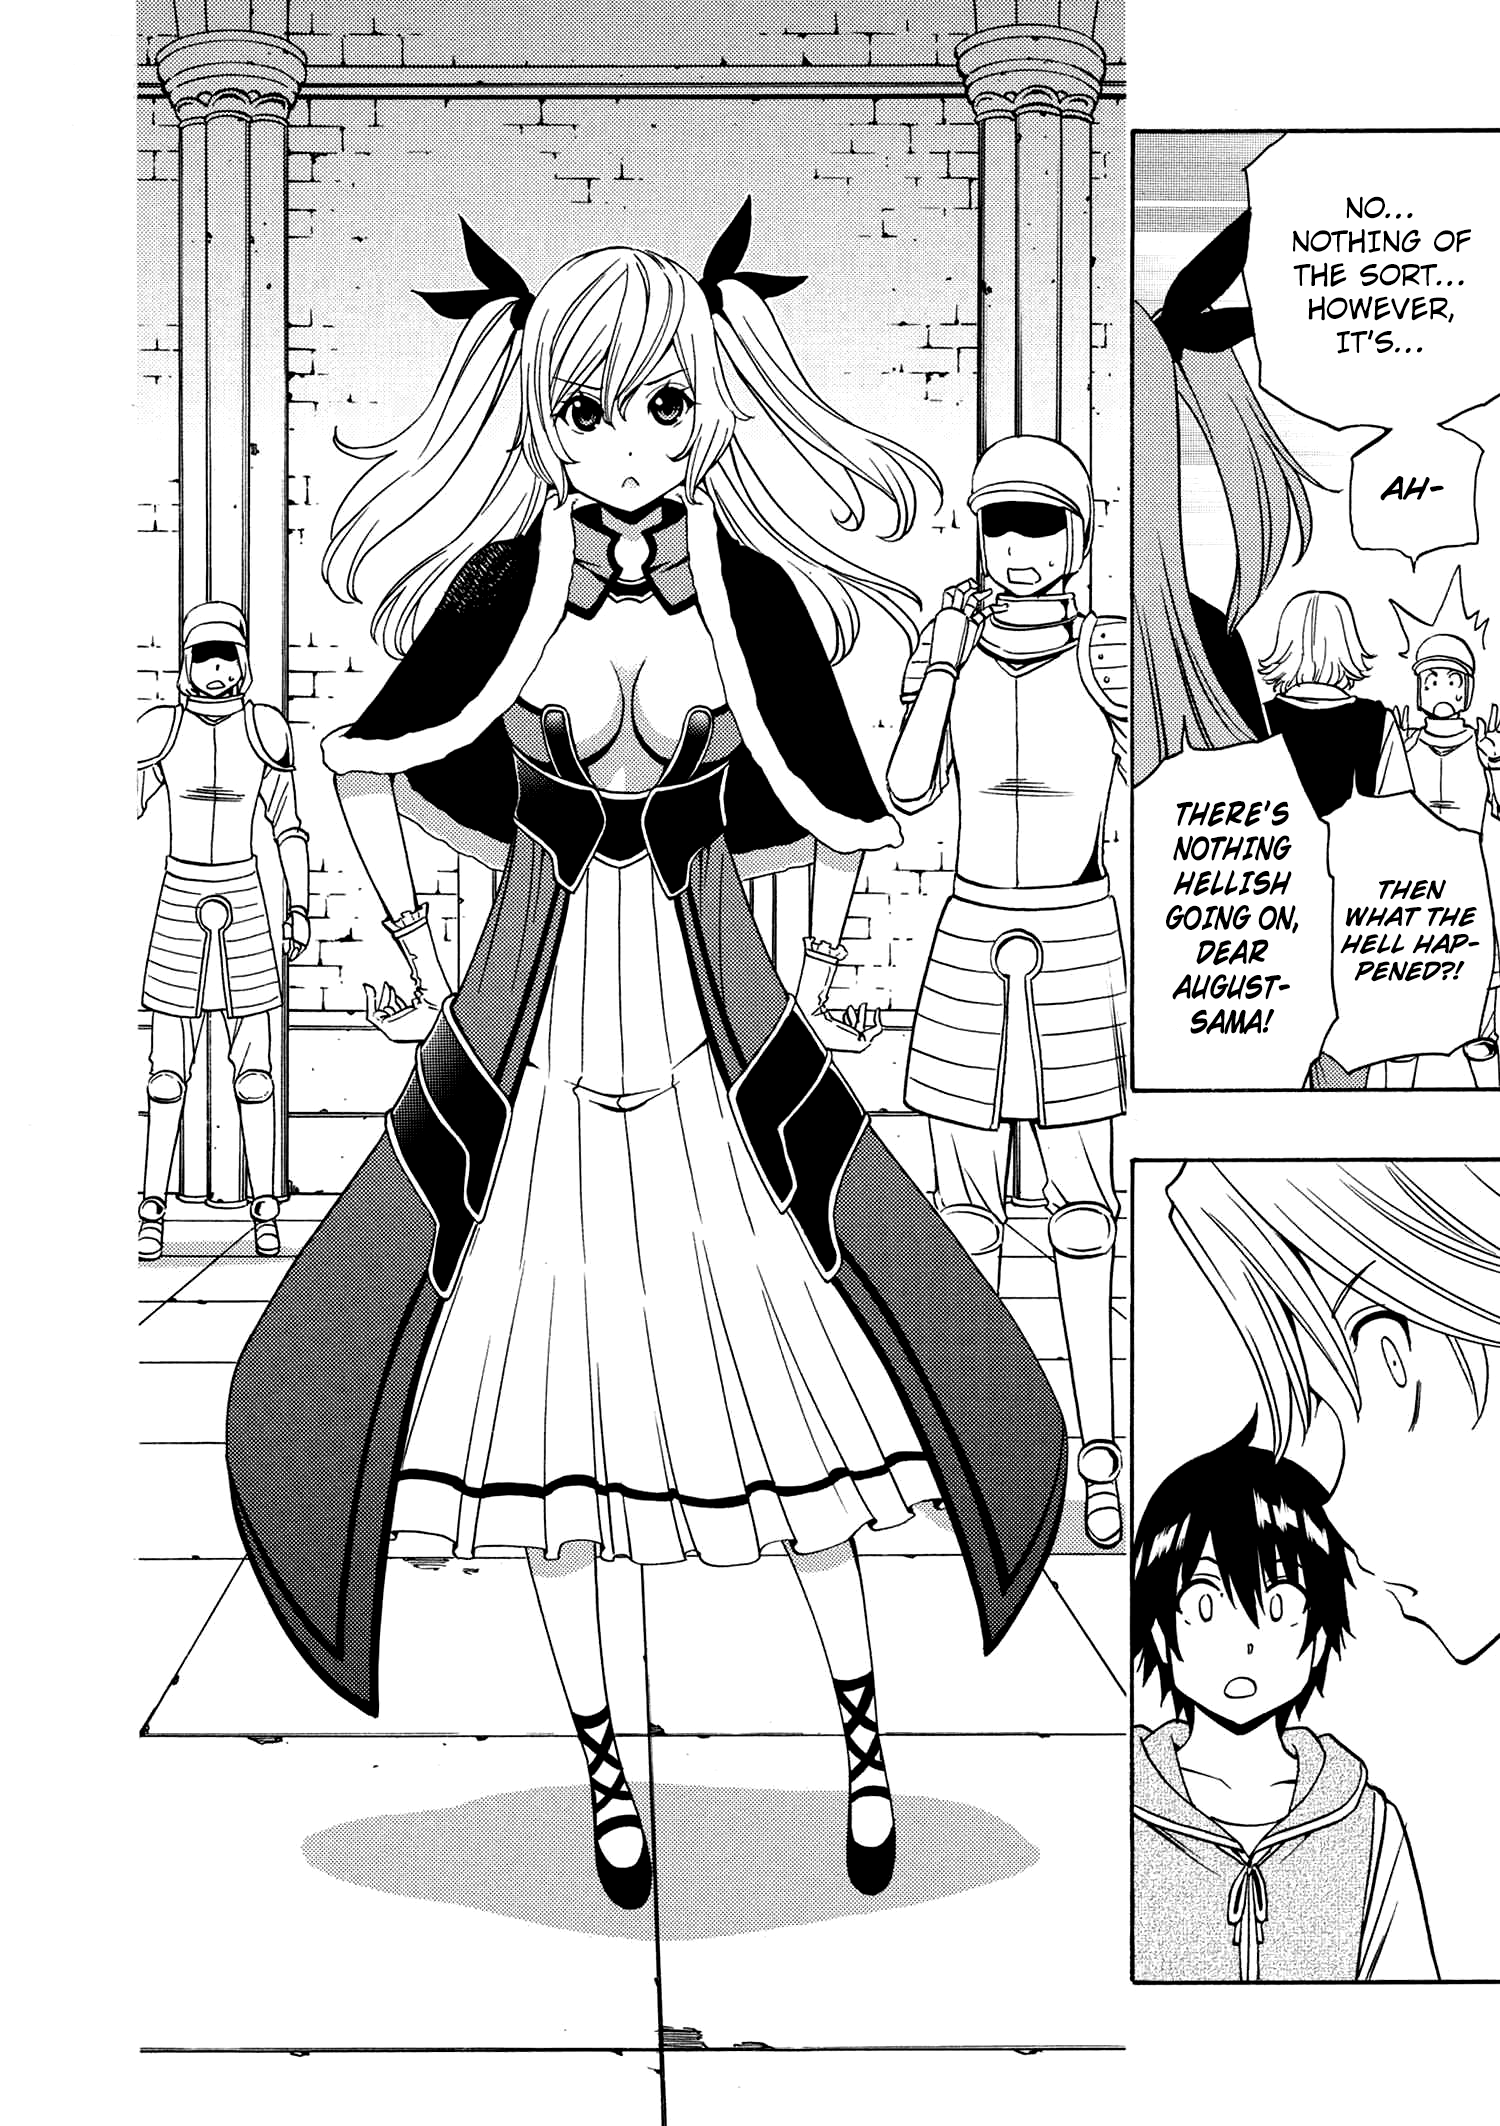 NO...
NOTHING OF
THE SORT...
HOWEVER,
IT'S...
AH-
THEN
WHAT THE
HELL HAP-
PENED?!
THERE'S
NOTHING
HELLISH
GOING ON,
DEAR
AUGUST-
SAMA!